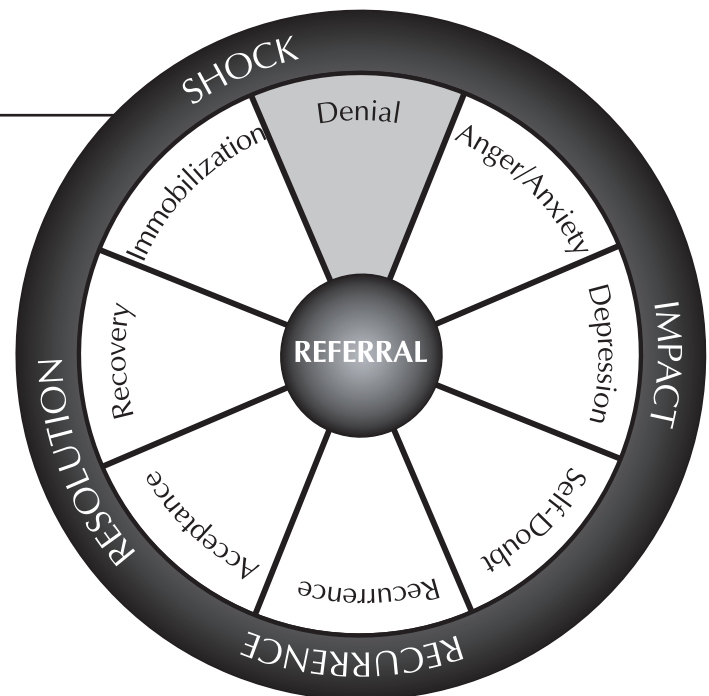 SHOCK
IMPACT
RECURRENCE
RESOLUTION
Denial
Anger/Anxiety
Depression
Self-Doubt
Recurrence
Acceptance
Recovery
Immobilization
REFERRAL